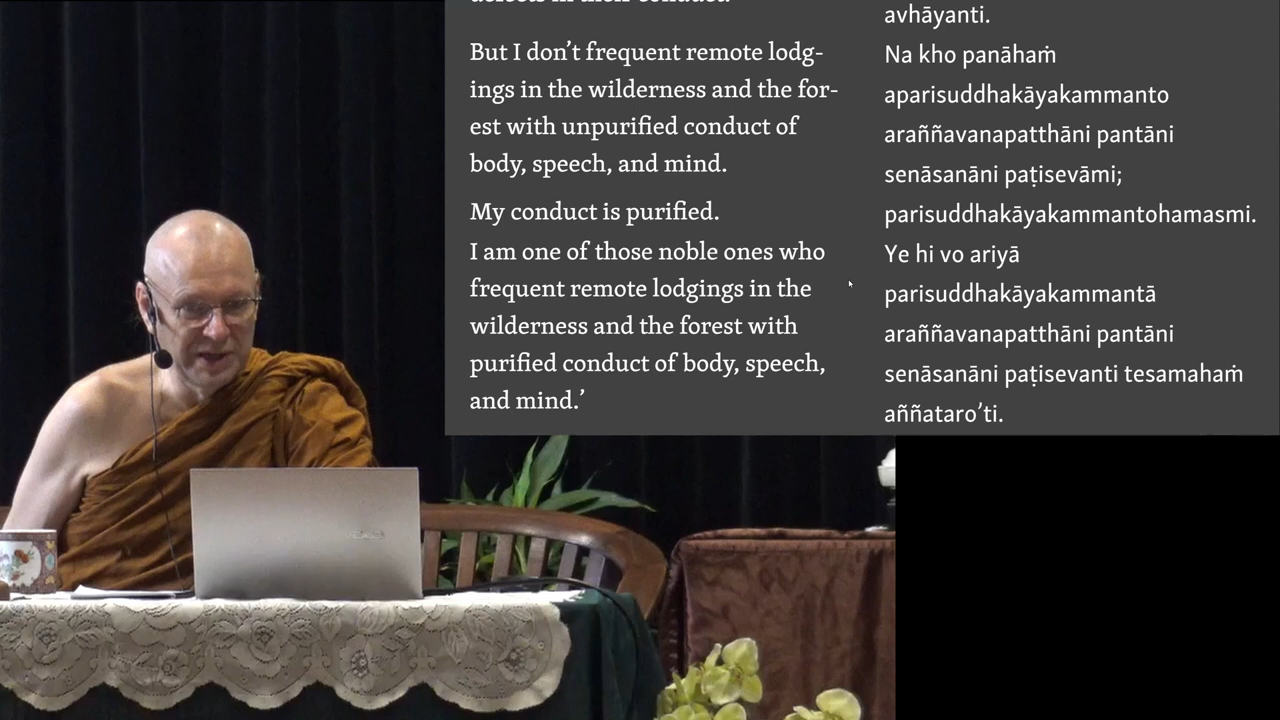 But I don’t frequent remote lodg-
ings in the wilderness and the for-
est with unpurified conduct of
body, speech, and mind.
My conduct is purified.
I am one of those noble ones who
frequent remote lodgings in the
wilderness and the forest with
purified conduct of body, speech,
and mind.’
avhāyanti.
Na kho panāhaṁ
aparisuddhakāyakammanto
araññavanapatthāni pantāni
senāsanāni paṭisevāmi;
parisuddhakāyakammantohamasmi.
Ye hi vo ariyā
parisuddhakāyakammantā
araññavanapatthāni pantāni
senāsanāni paṭisevanti tesamahaṁ
aññataro’ti.